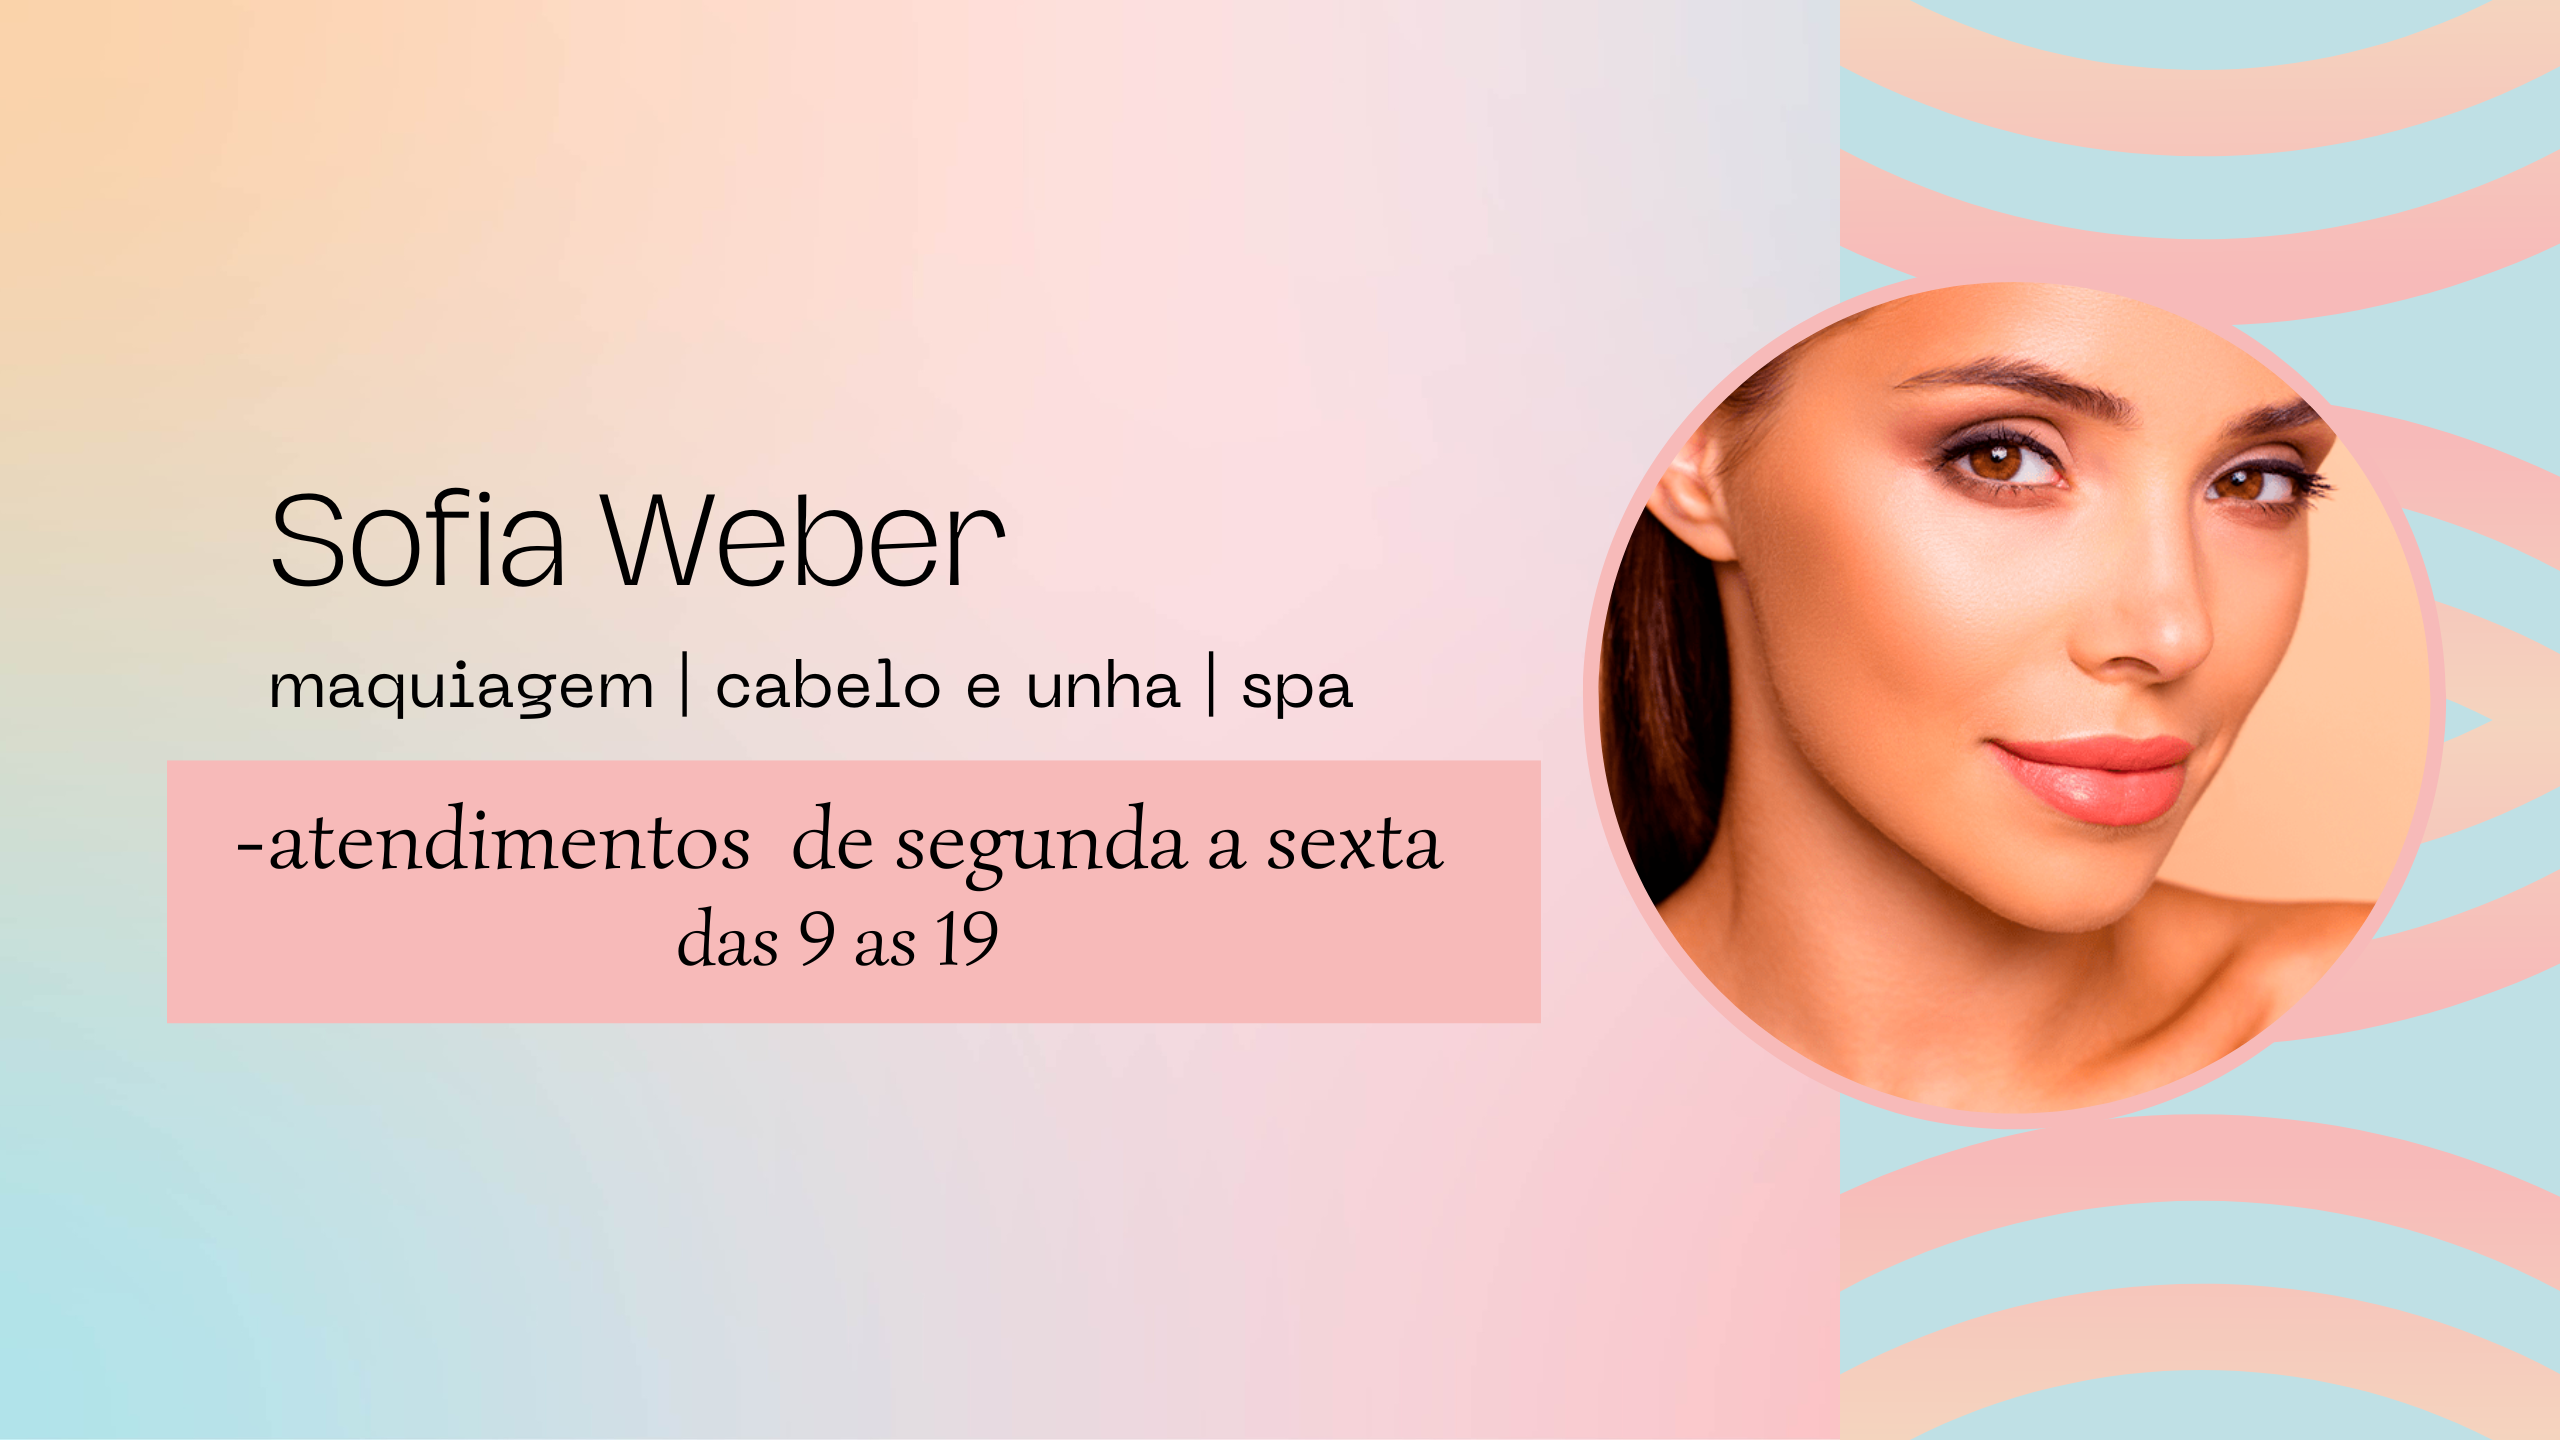 Sofia Weber
maquiagem | cabelo e unha | spa
-atendimentos  de segunda a sexta
das 9 as 19